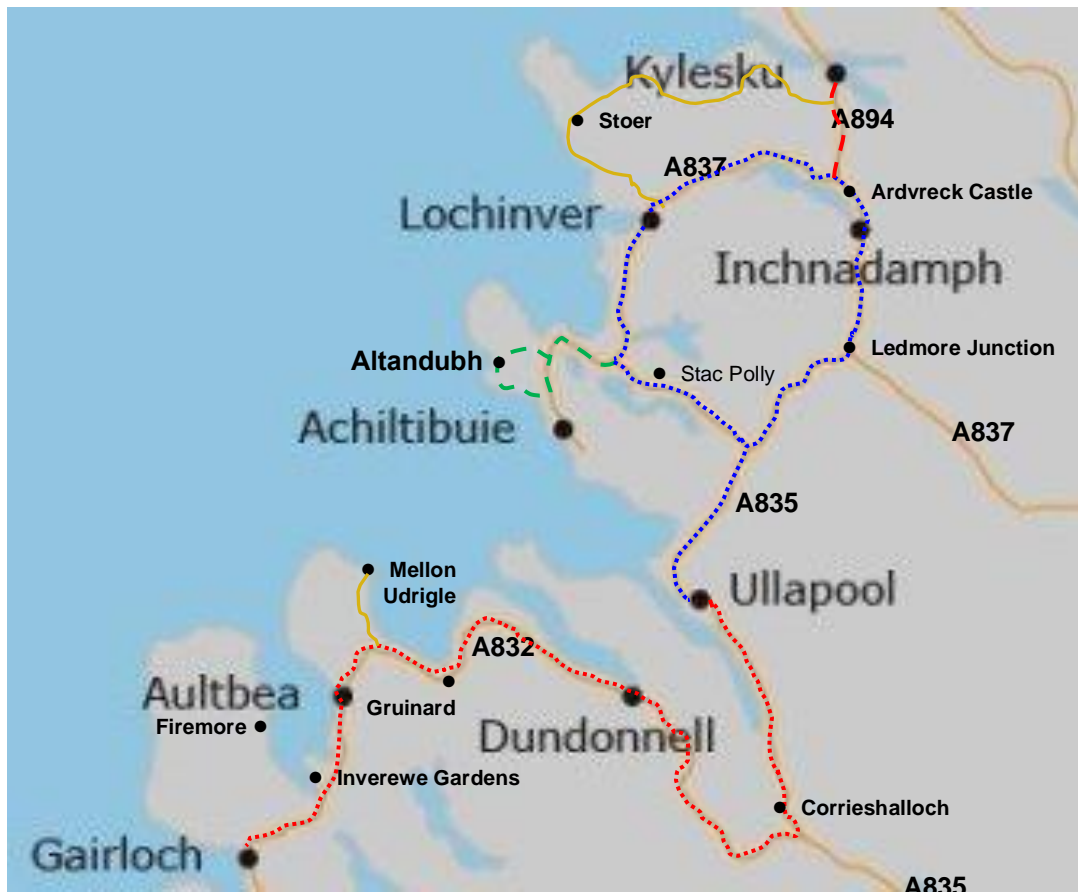 Kylesku
A894
Stoer
A837
Ardvreck Castle
Lochinver
Inchnadamph
Ledmore Junction
Altandubh
Stac Polly
Achiltibuie
A837
A835
Mellon
Udrigle
Ullapool
A832
Aultbea
Gruinard
Firemore
Dundonnell
Inverewe Gardens
Corrieshalloch
Gairloch
A835